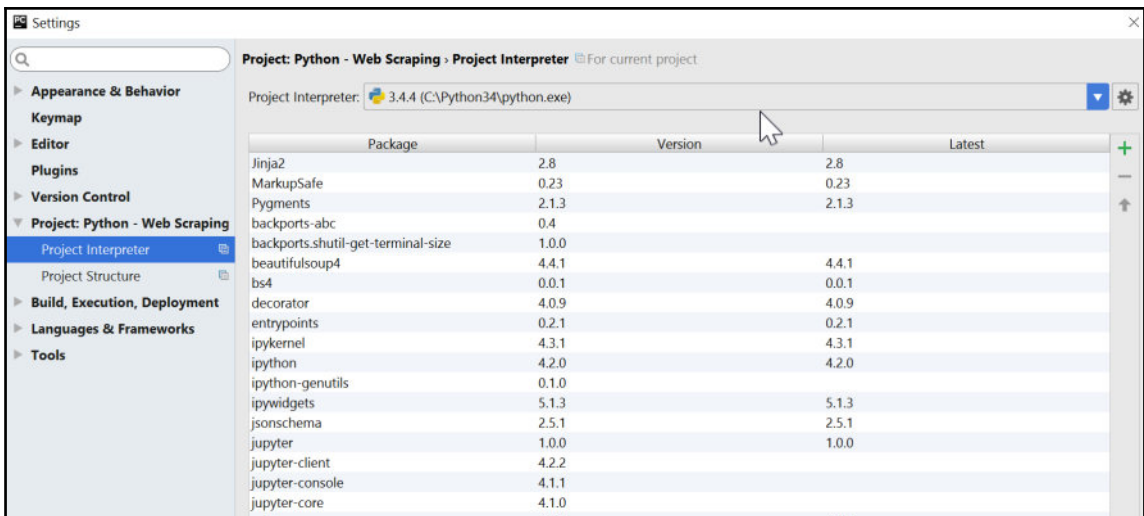 PC Settings
Project: Python - Web Scraping › Project Interpreter For current project
Appearance & Behavior
Keymap
Editor
Plugins
Version Control
Project: Python - Web Scraping
Project Interpreter
Project Structure
Build, Execution, Deployment
Languages & Frameworks
Tools
Project Interpreter: 3.4.4 (C:\Python34\python.exe)
Package Version Latest
Jinja2 2.8 2.8
MarkupSafe 0.23 0.23
Pygments 2.1.3 2.1.3
backports-abc 0.4
backports.shutil-get-terminal-size 1.0.0
beautifulsoup4 4.4.1 4.4.1
bs4 0.0.1 0.0.1
decorator 4.0.9 4.0.9
entrypoints 0.2.1 0.2.1
ipykernel 4.3.1 4.3.1
ipython 4.2.0 4.2.0
ipython-genutils 0.1.0
ipywidgets 5.1.3 5.1.3
jsonschema 2.5.1 2.5.1
jupyter 1.0.0 1.0.0
jupyter-client 4.2.2
jupyter-console 4.1.1
jupyter-core 4.1.0